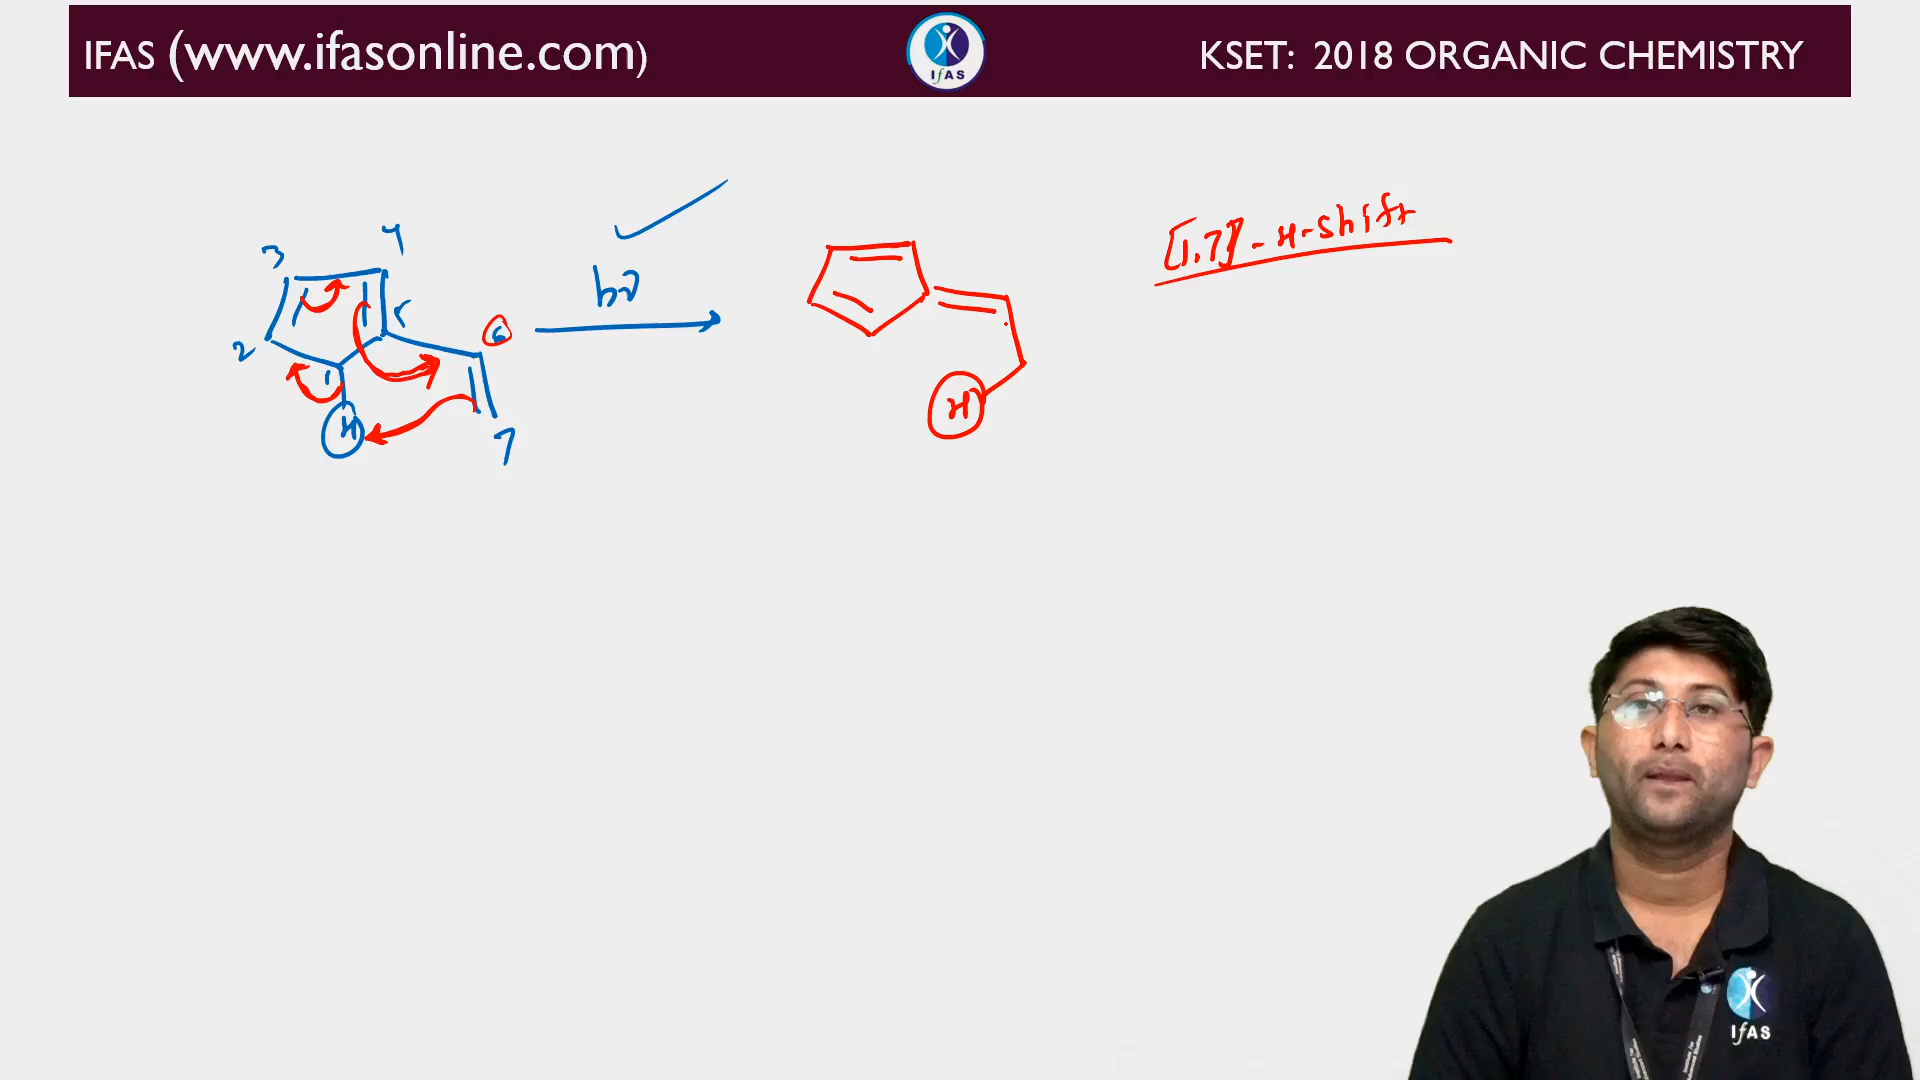 IFAS (www.ifasonline.com)
IfAS
KSET: 2018 ORGANIC CHEMISTRY
[1,7] - H-shift
3
4
hν
5
6
2
1
H
7
H
IfAS